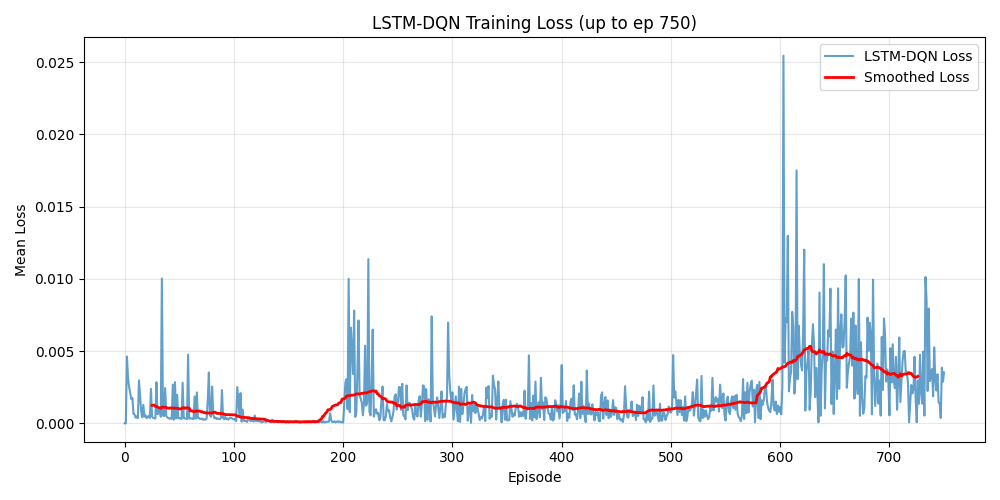 LSTM-DQN Training Loss (up to ep 750)
LSTM-DQN Loss
Smoothed Loss
Mean Loss
0.025
0.020
0.015
0.010
0.005
0.000
0 100 200 300 400 500 600 700
Episode